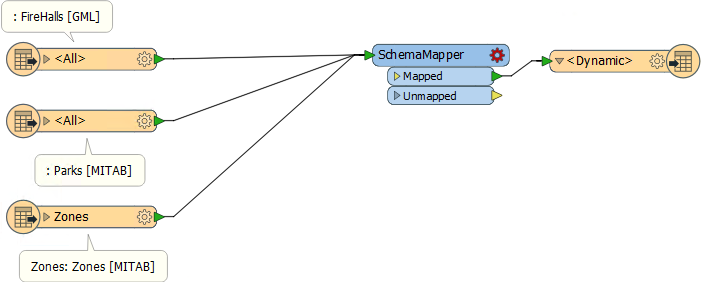 : FireHalls [GML]
<All>
SchemaMapper
<Dynamic>
Mapped
Unmapped
<All>
: Parks [MITAB]
Zones
Zones: Zones [MITAB]